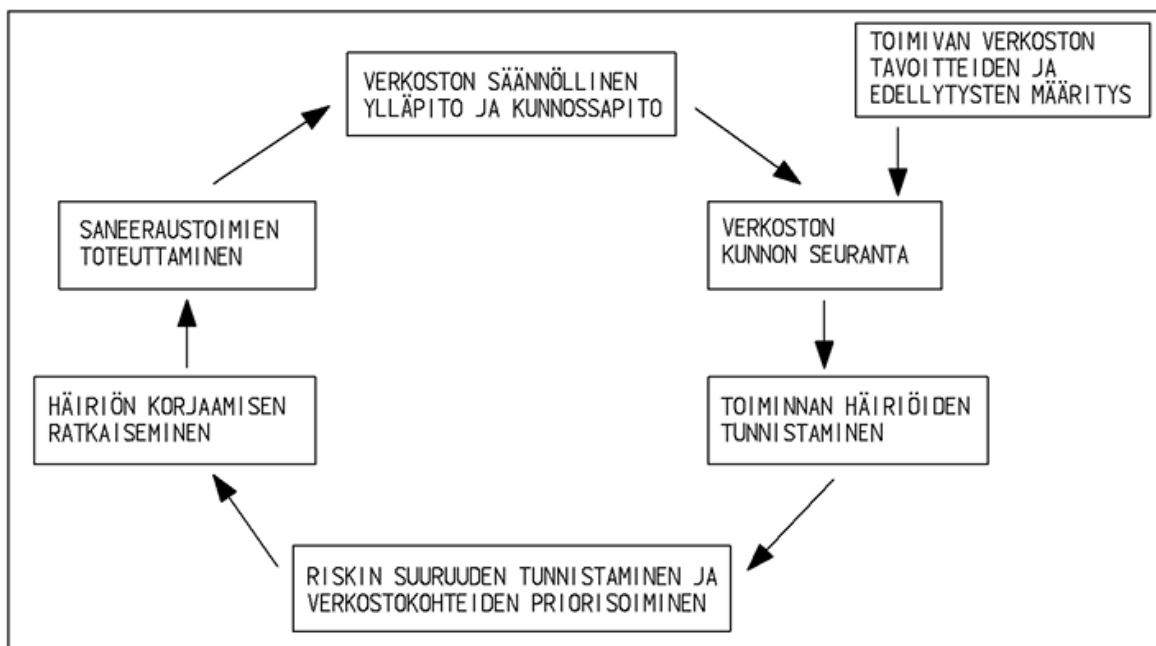 TOIMIVAN VERKOSTON
TAVOITTEIDEN JA
EDELLYTYSTEN MÄÄRITYS
VERKOSTON SÄÄNNÖLLINEN
YLLÄPITO JA KUNNOSSAPITO
VERKOSTON
KUNNON SEURANTA
TOIMINNAN HÄIRIÖIDEN
TUNNISTAMINEN
RISKIN SUURUUDEN TUNNISTAMINEN JA
VERKOSTOKOHTEIDEN PRIORISOIMINEN
HÄIRIÖN KORJAAMISEN
RATKAISEMINEN
SANEERAUSTOIMIEN
TOTEUTTAMINEN